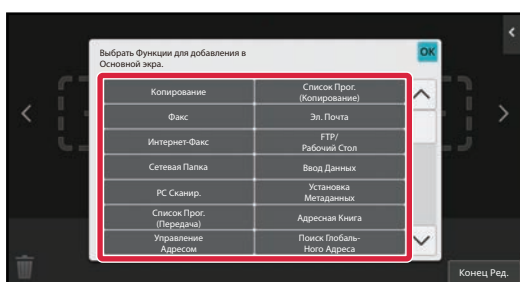 Выбрать Функции для добавления в
Основной экра.
OK
Копирование
Список Прог.
(Копирование)
Факс
Эл. Почта
Интернет-Факс
FTP/
Рабочий Стол
Сетевая Папка
Ввод Данных
PC Сканир.
Установка
Метаданных
Список Прог.
(Передача)
Адресная Книга
Управление
Адресом
Поиск Глобаль-
Ного Адреса
Конец Ред.